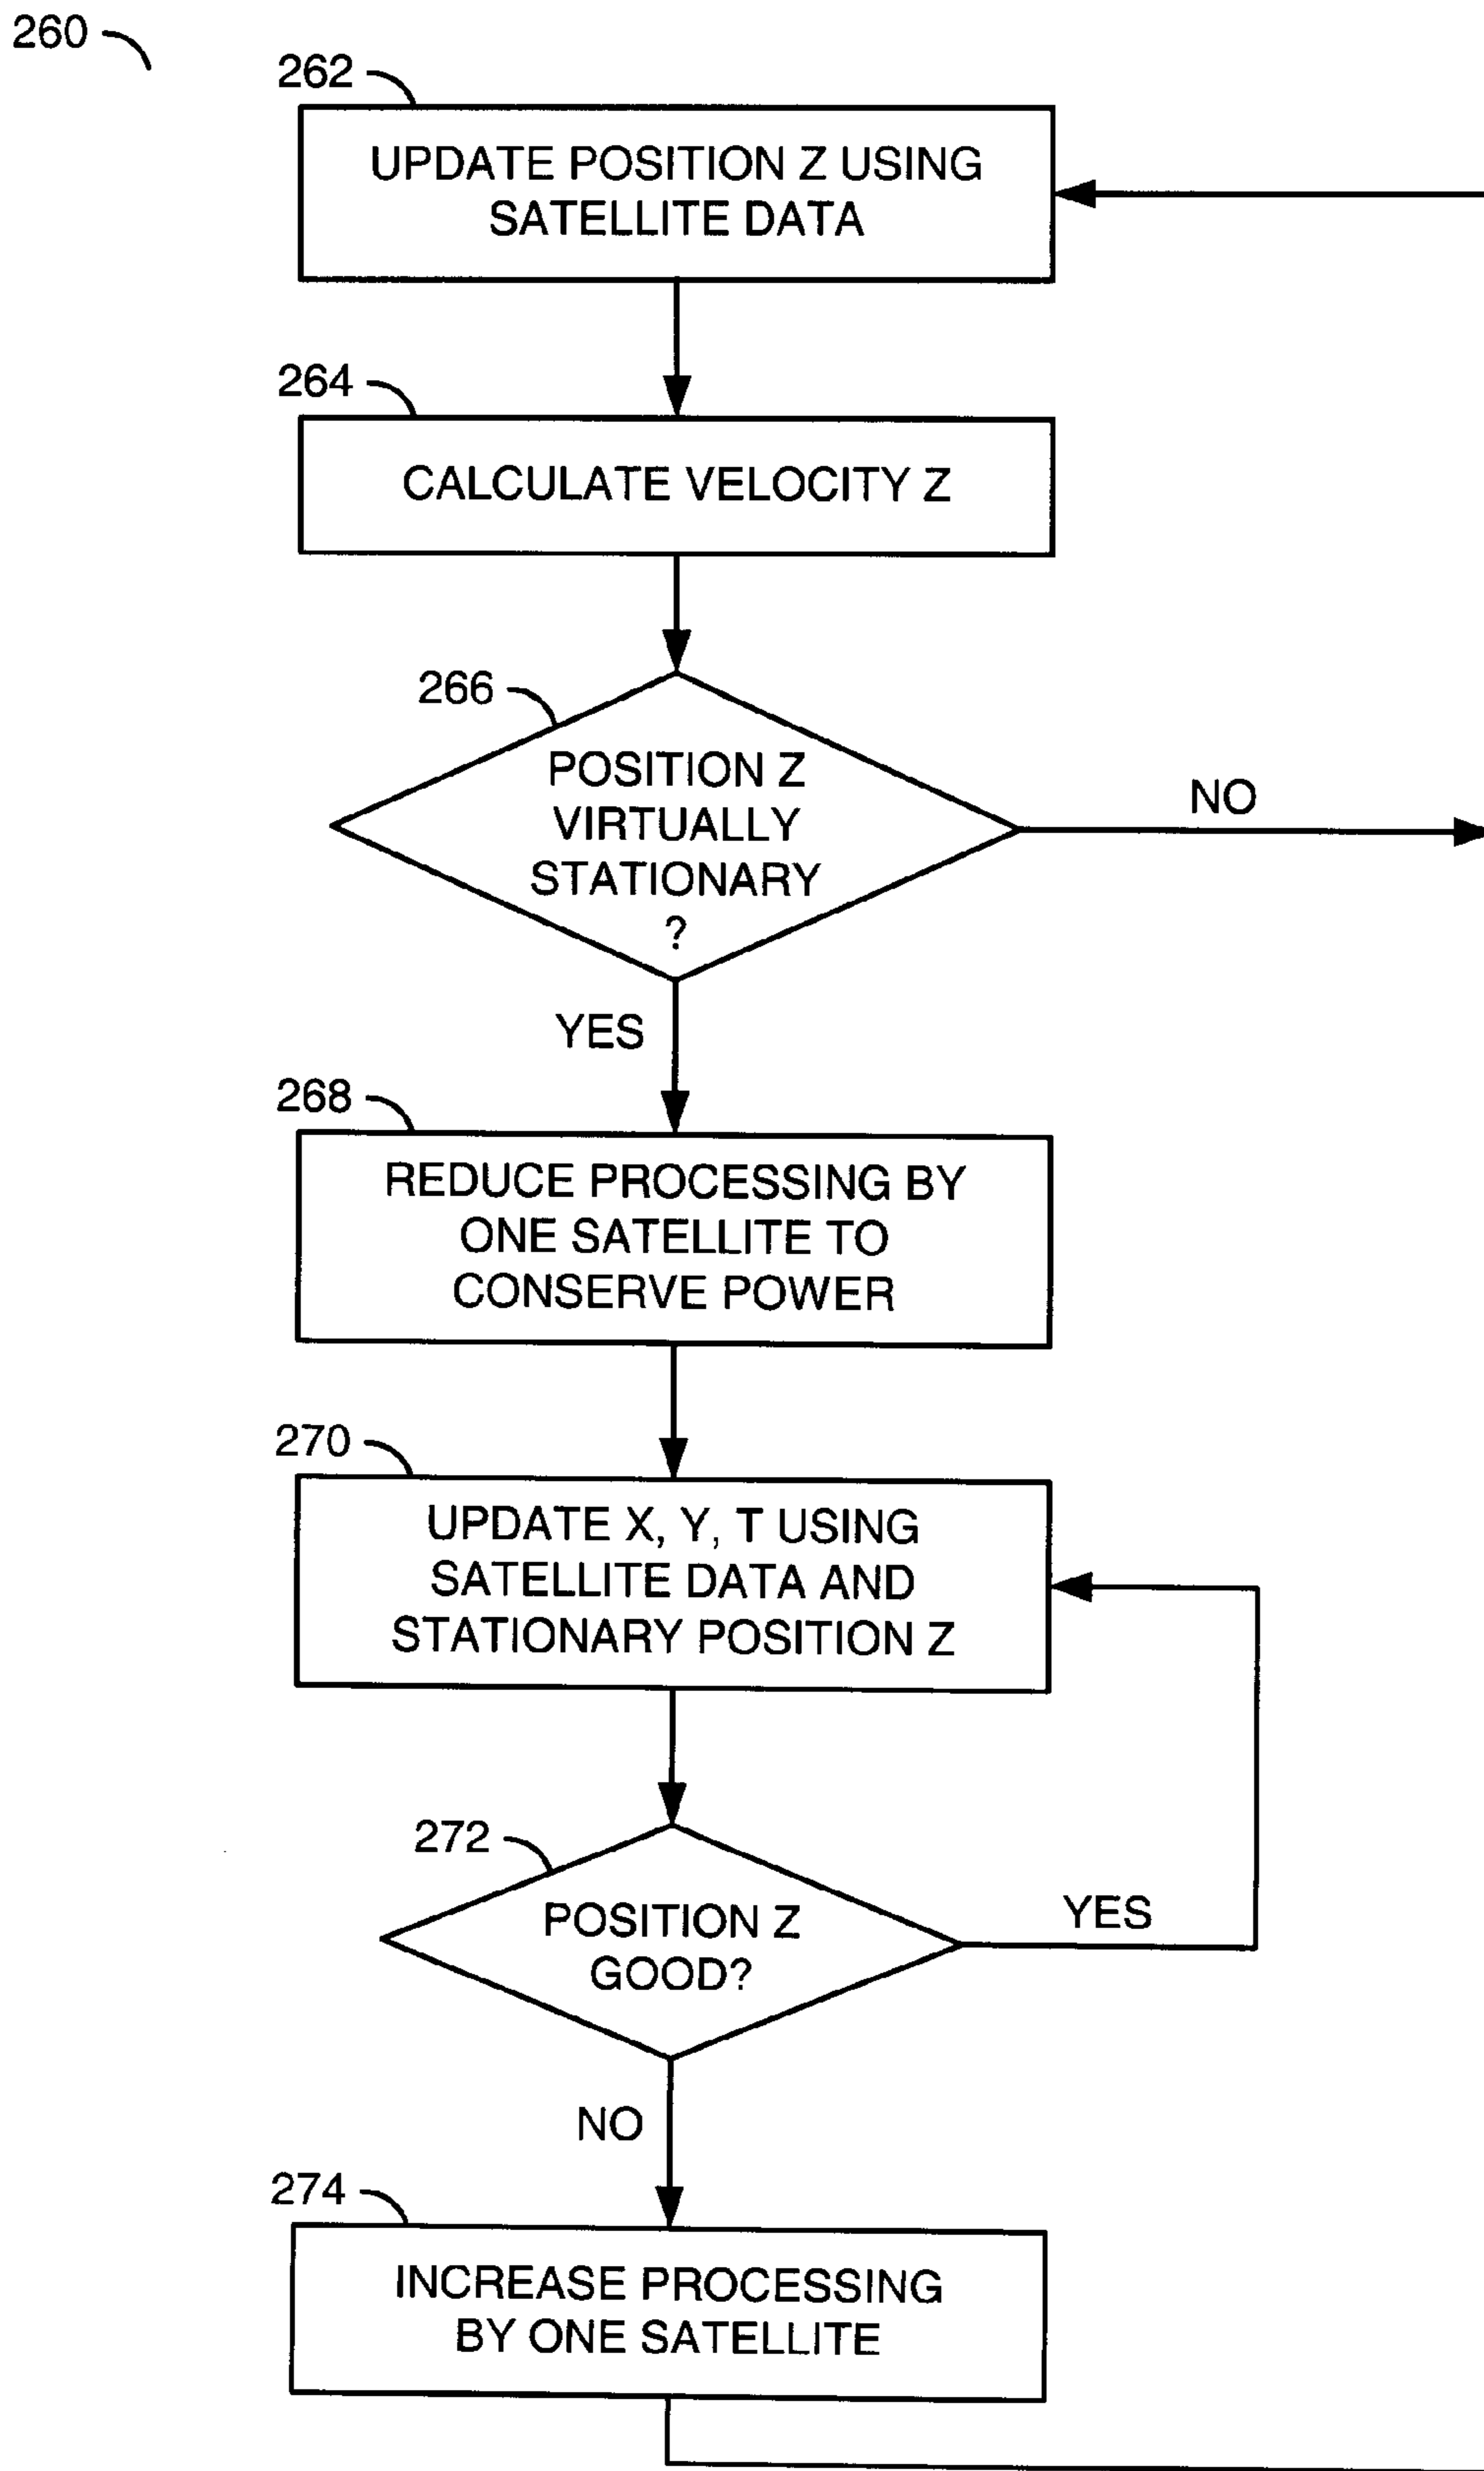 260
262
UPDATE POSITION Z USING
SATELLITE DATA
264
CALCULATE VELOCITY Z
266
POSITION Z
VIRTUALLY
STATIONARY
?
NO
YES
268
REDUCE PROCESSING BY
ONE SATELLITE TO
CONSERVE POWER
270
UPDATE X, Y, T USING
SATELLITE DATA AND
STATIONARY POSITION Z
272
POSITION Z
GOOD?
YES
NO
274
INCREASE PROCESSING
BY ONE SATELLITE